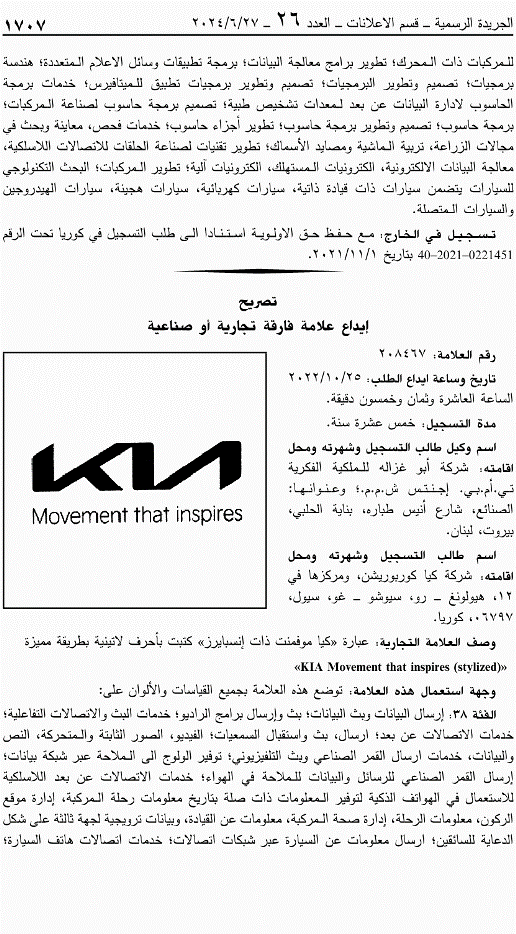 الجريدة الرسمية ـ قسم الاعلانات ـ العدد ٢٦ ـ ٢٠٢٤/٦/٢٧
١٧٠٧
للمركبات ذات المحرك؛ تطوير برامج معالجة البيانات؛ برمجة تطبيقات وسائل الاعلام المتعددة؛ هندسة
برمجيات؛ تصميم وتطوير البرمجيات؛ تصميم وتطوير برمجيات تطبيق للميتافيرس؛ خدمات برمجة
الحاسوب لادارة البيانات عن بعد لمعدات تشخيص طبية؛ تصميم برمجة حاسوب لصناعة المركبات؛
برمجة حاسوب؛ تصميم وتطوير برمجة حاسوب؛ تطوير أجزاء حاسوب؛ خدمات فحص، معاينة وبحث في
مجالات الزراعة، تربية الماشية ومصايد الأسماك؛ تطوير تقنيات لصناعة الحلقات للاتصالات اللاسلكية،
معالجة البيانات الالكترونية، الكترونيات المستهلك، الكترونيات آلية؛ تطوير المركبات؛ البحث التكنولوجي
للسيارات يتضمن سيارات ذات قيادة ذاتية، سيارات كهربائية، سيارات هجينة، سيارات الهيدروجين
والسيارات المتصلة.
تسجيل في الخارج: مع حفظ حق الاولوية استنادا الى طلب التسجيل في كوريا تحت الرقم
40–2021–0221451 بتاريخ ٢٠٢١/١١/١.
تصريح
إيداع علامة فارقة تجارية أو صناعية
رقم العلامة: ٢٠٨٤٦٧
تاريخ وساعة ايداع الطلب: ٢٠٢٢/١٠/٢٥
الساعة العاشرة وثمان وخمسون دقيقة.
مدة التسجيل: خمس عشرة سنة.
اسم وكيل طالب التسجيل وشهرته ومحل
اقامته: شركة أبو غزاله للملكية الفكرية
تي.أم.بي. إجنتس ش.م.م.؛ وعنوانها:
الصنائع، شارع أنيس طباره، بناية الحلبي،
بيروت، لبنان.
اسم طالب التسجيل وشهرته ومحل
اقامته: شركة كيا كوربوريشن، ومركزها في
١٢، هيولونغ ـ رو، سيوشو ـ غو، سيول،
٠٦٧٩٧، كوريا.
KIA
Movement that inspires
وصف العلامة التجارية: عبارة «كيا موفمنت ذات إنسبايرز» كتبت بأحرف لاتينية بطريقة مميزة
«KIA Movement that inspires (stylized)»
وجهة استعمال هذه العلامة: توضع هذه العلامة بجميع القياسات والألوان على:
الفئة ٣٨: إرسال البيانات وبث البيانات؛ بث وإرسال برامج الراديو؛ خدمات البث والاتصالات التفاعلية؛
خدمات الاتصالات عن بعد؛ ارسال، بث واستقبال السمعيات؛ الفيديو، الصور الثابتة والمتحركة، النص
والبيانات، خدمات ارسال القمر الصناعي وبث التلفيزيوني؛ توفير الولوج الى الملاحة عبر شبكة بيانات؛
إرسال القمر الصناعي للرسائل والبيانات للملاحة في الهواء؛ خدمات الاتصالات عن بعد اللاسلكية
للاستعمال في الهواتف الذكية لتوفير المعلومات ذات صلة بتاريخ معلومات رحلة المركبة، إدارة موقع
الركون، معلومات الرحلة، إدارة صحة المركبة، معلومات عن القيادة، وبيانات ترويجية لجهة ثالثة على شكل
الدعاية للسائقين؛ ارسال معلومات عن السيارة عبر شبكات اتصالات؛ خدمات اتصالات هاتف السيارة؛